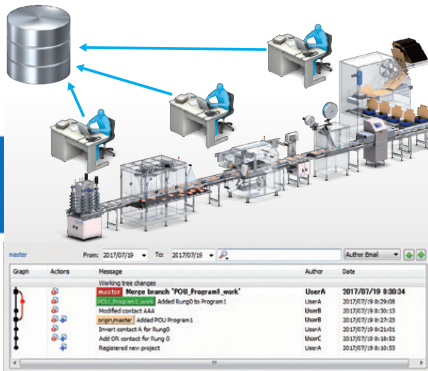 master From: 2017/07/19 To: 2017/07/19 Author Email
Graph Actions Message Author Date
Working tree changes
master Merge branch "POU_Program1_work" UserA 2017/07/19 8:30:24
POU_Program1_work Added Rung0 to Program1 UserA 2017/07/19 8:29:08
Modified contact AAA UserB 2017/07/19 8:30:13
origin/master Added POU Program1 UserB 2017/07/19 8:27:23
Invert contact A for Rung0 UserA 2017/07/19 8:21:01
Add OR contact for Rung 0 UserC 2017/07/19 8:18:53
Registered new project UserA 2017/07/19 8:10:53